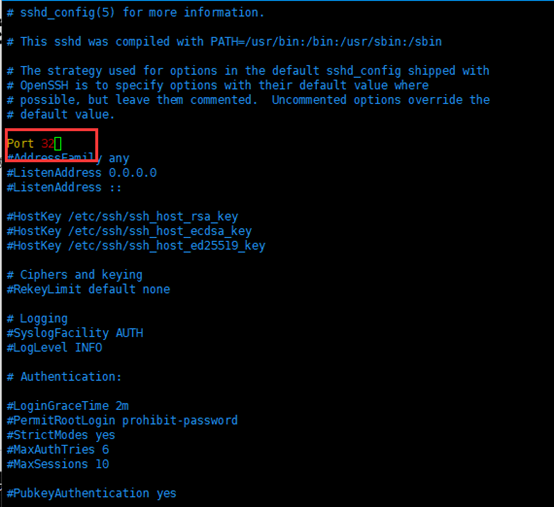 # sshd_config(5) for more information.
# This sshd was compiled with PATH=/usr/bin:/bin:/usr/sbin:/sbin
# The strategy used for options in the default sshd_config shipped with
# OpenSSH is to specify options with their default value where
# possible, but leave them commented.  Uncommented options override the
# default value.
Port 32
#AddressFamily any
#ListenAddress 0.0.0.0
#ListenAddress ::
#HostKey /etc/ssh/ssh_host_rsa_key
#HostKey /etc/ssh/ssh_host_ecdsa_key
#HostKey /etc/ssh/ssh_host_ed25519_key
# Ciphers and keying
#RekeyLimit default none
# Logging
#SyslogFacility AUTH
#LogLevel INFO
# Authentication:
#LoginGraceTime 2m
#PermitRootLogin prohibit-password
#StrictModes yes
#MaxAuthTries 6
#MaxSessions 10
#PubkeyAuthentication yes